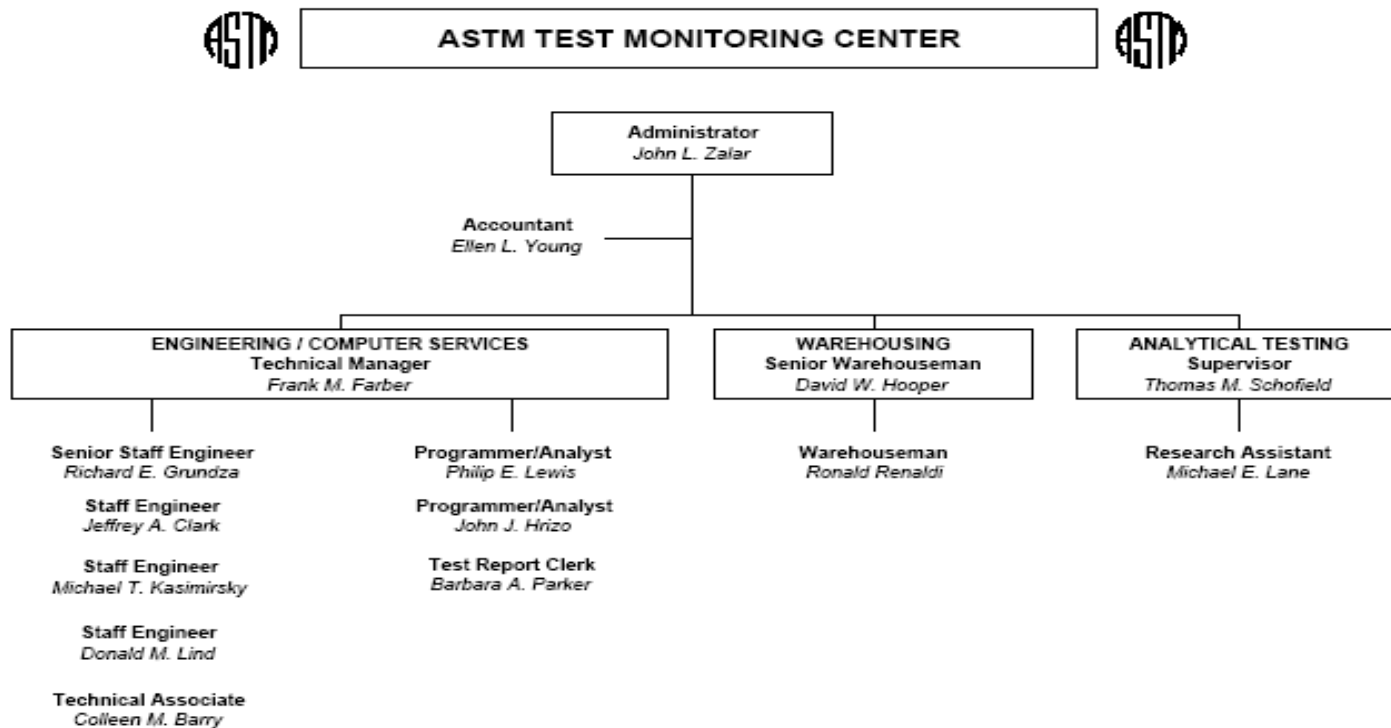 ASTM
ASTM TEST MONITORING CENTER
ASTM
Administrator
John L. Zalar
Accountant
Ellen L. Young
ENGINEERING / COMPUTER SERVICES
Technical Manager
Frank M. Farber
WAREHOUSING
Senior Warehouseman
David W. Hooper
ANALYTICAL TESTING
Supervisor
Thomas M. Schofield
Senior Staff Engineer
Richard E. Grundza
Staff Engineer
Jeffrey A. Clark
Staff Engineer
Michael T. Kasimirsky
Staff Engineer
Donald M. Lind
Technical Associate
Colleen M. Barry
Programmer/Analyst
Philip E. Lewis
Programmer/Analyst
John J. Hrizo
Test Report Clerk
Barbara A. Parker
Warehouseman
Ronald Renaldi
Research Assistant
Michael E. Lane